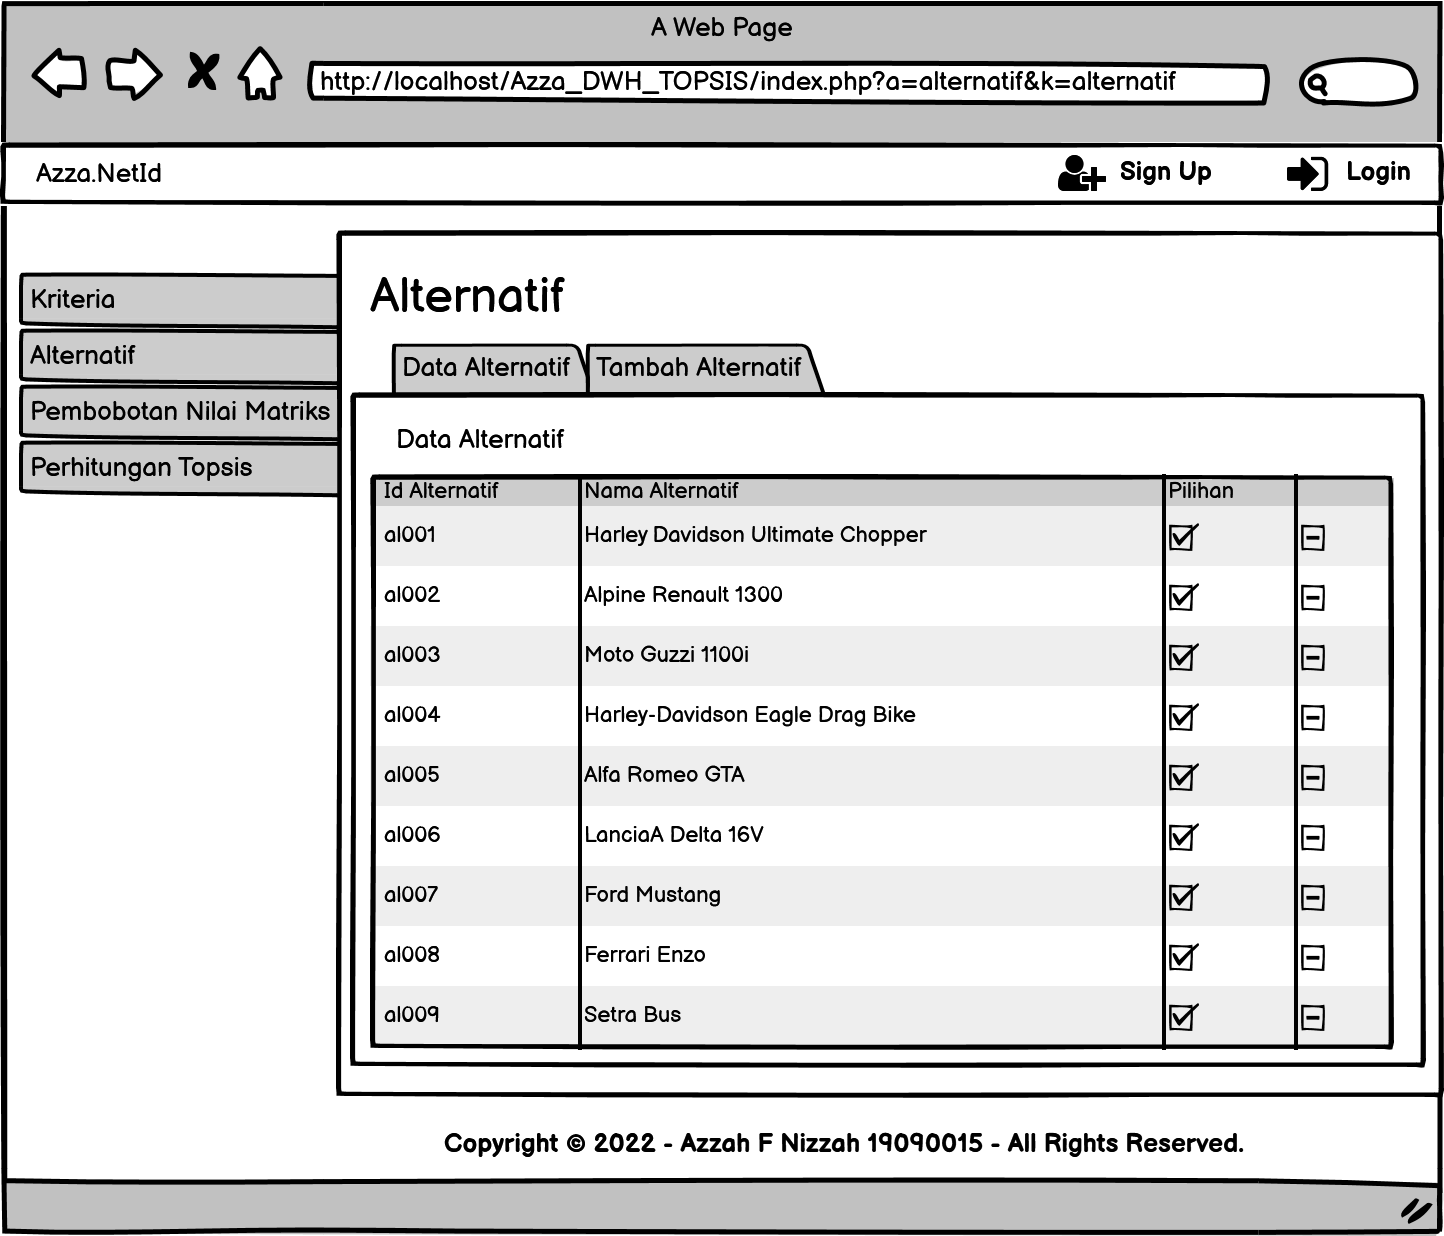 A Web Page
http://localhost/Azza_DWH_TOPSIS/index.php?a=alternatif&k=alternatif
Azza.NetId Sign Up Login
Kriteria
Alternatif
Pembobotan Nilai Matriks
Perhitungan Topsis
Alternatif
Data Alternatif Tambah Alternatif
Data Alternatif
Id Alternatif Nama Alternatif Pilihan
al001 Harley Davidson Ultimate Chopper
al002 Alpine Renault 1300
al003 Moto Guzzi 1100i
al004 Harley-Davidson Eagle Drag Bike
al005 Alfa Romeo GTA
al006 LanciaA Delta 16V
al007 Ford Mustang
al008 Ferrari Enzo
al009 Setra Bus
Copyright © 2022 - Azzah F Nizzah 19090015 - All Rights Reserved.